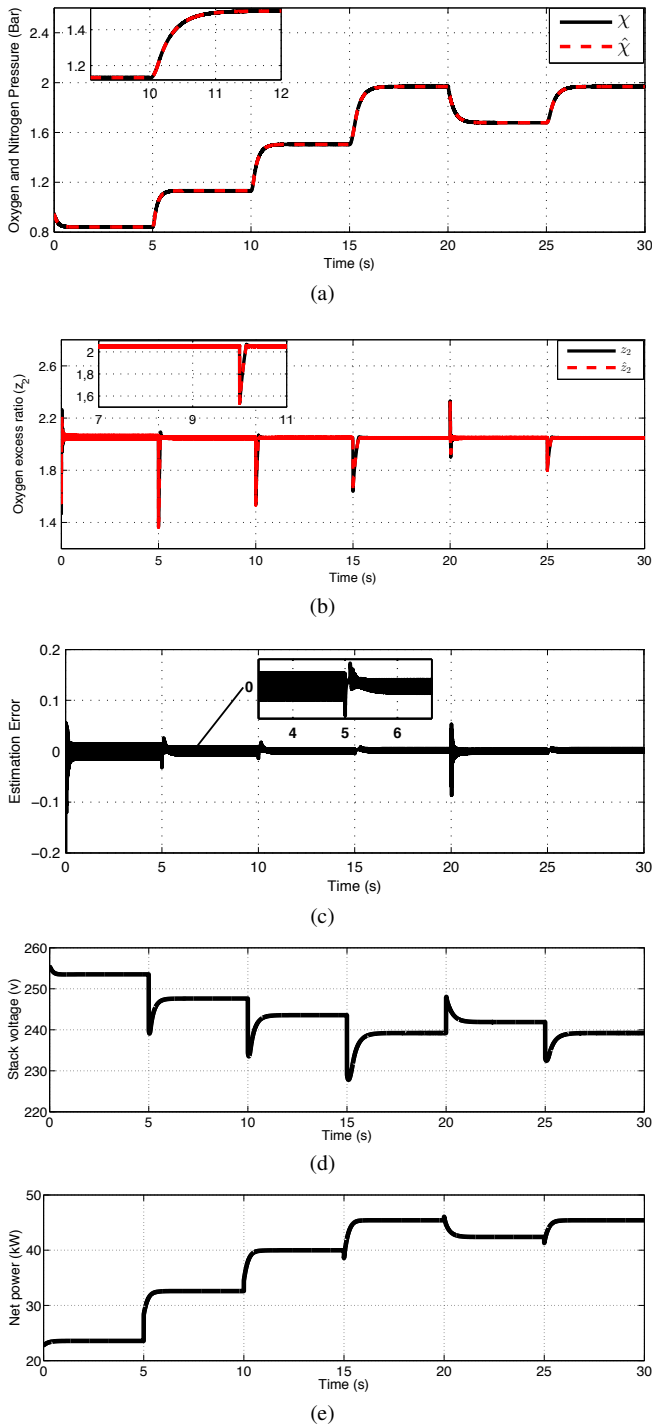 2.4
2
1.6
1.2
0.8
0 5 10 15 20 25 30
Oxygen and Nitrogen Pressure (Bar)
Time (s)
1.4
1.2
10 11 12
χ
χ̂
(a)
2.6
2.2
1.8
1.4
0 5 10 15 20 25 30
Oxygen excess ratio (z2)
Time (s)
2
1,8
1,6
7 9 11
z₂
ẑ₂
(b)
0.2
0.1
0
−0.1
−0.2
0 5 10 15 20 25 30
Estimation Error
Time (s)
0
4 5 6
(c)
260
250
240
230
220
0 5 10 15 20 25 30
Stack voltage (v)
Time (s)
(d)
50
40
30
20
0 5 10 15 20 25 30
Net power (kW)
Time (s)
(e)